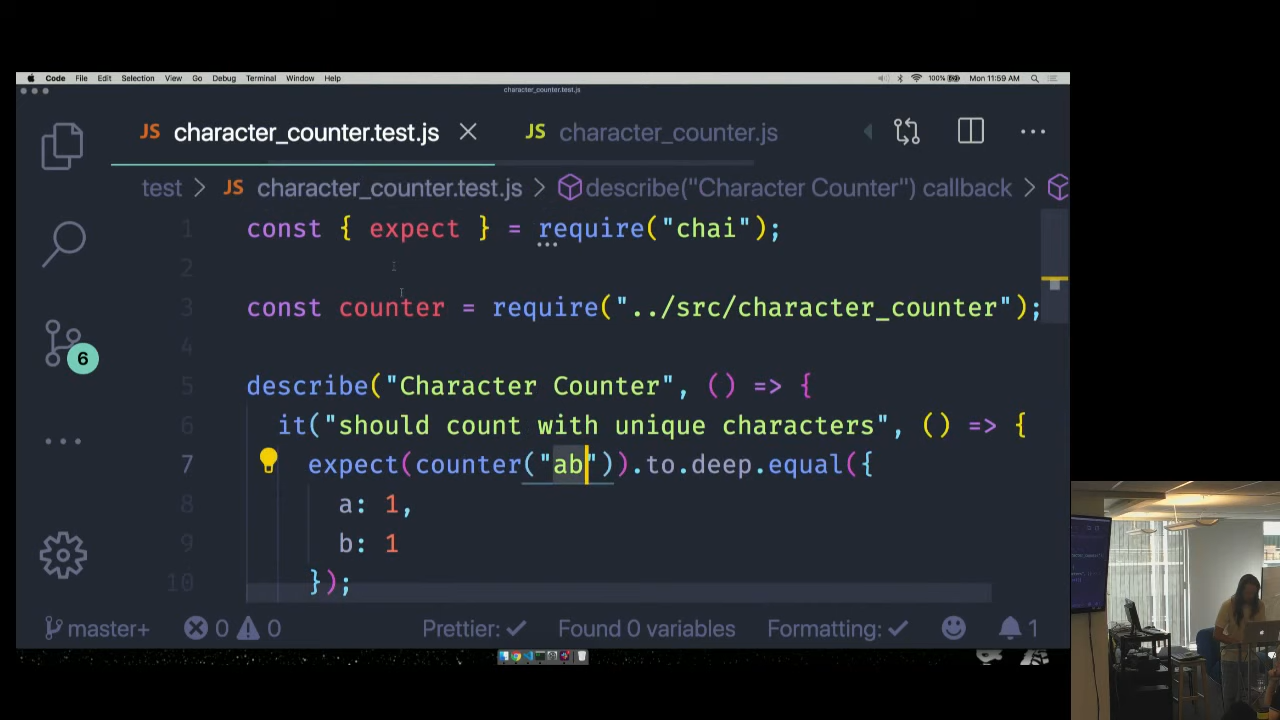 Code File Edit Selection View Go Debug Terminal Window Help 100% Mon 11:59 AM
character_counter.test.js
JS character_counter.test.js JS character_counter.js
test > JS character_counter.test.js > describe("Character Counter") callback >
1 const { expect } = require("chai");
2
3 const counter = require("../src/character_counter");
4
5 describe("Character Counter", () => {
6 it("should count with unique characters", () => {
7 expect(counter("ab")).to.deep.equal({
8 a: 1,
9 b: 1
10 });
6
master+ 0 0 Prettier: ✓ Found 0 variables Formatting: ✓ 1